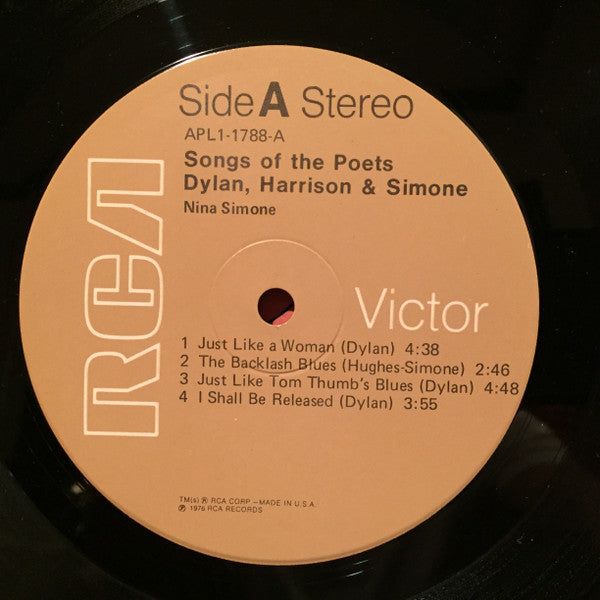 Side A Stereo
APL1-1788-A
Songs of the Poets
Dylan, Harrison & Simone
Nina Simone
RCA
Victor
1 Just Like a Woman (Dylan) 4:38
2 The Backlash Blues (Hughes-Simone) 2:46
3 Just Like Tom Thumb's Blues (Dylan) 4:48
4 I Shall Be Released (Dylan) 3:55
TM(s) ® RCA CORP.—MADE IN U.S.A.
℗ 1976 RCA RECORDS